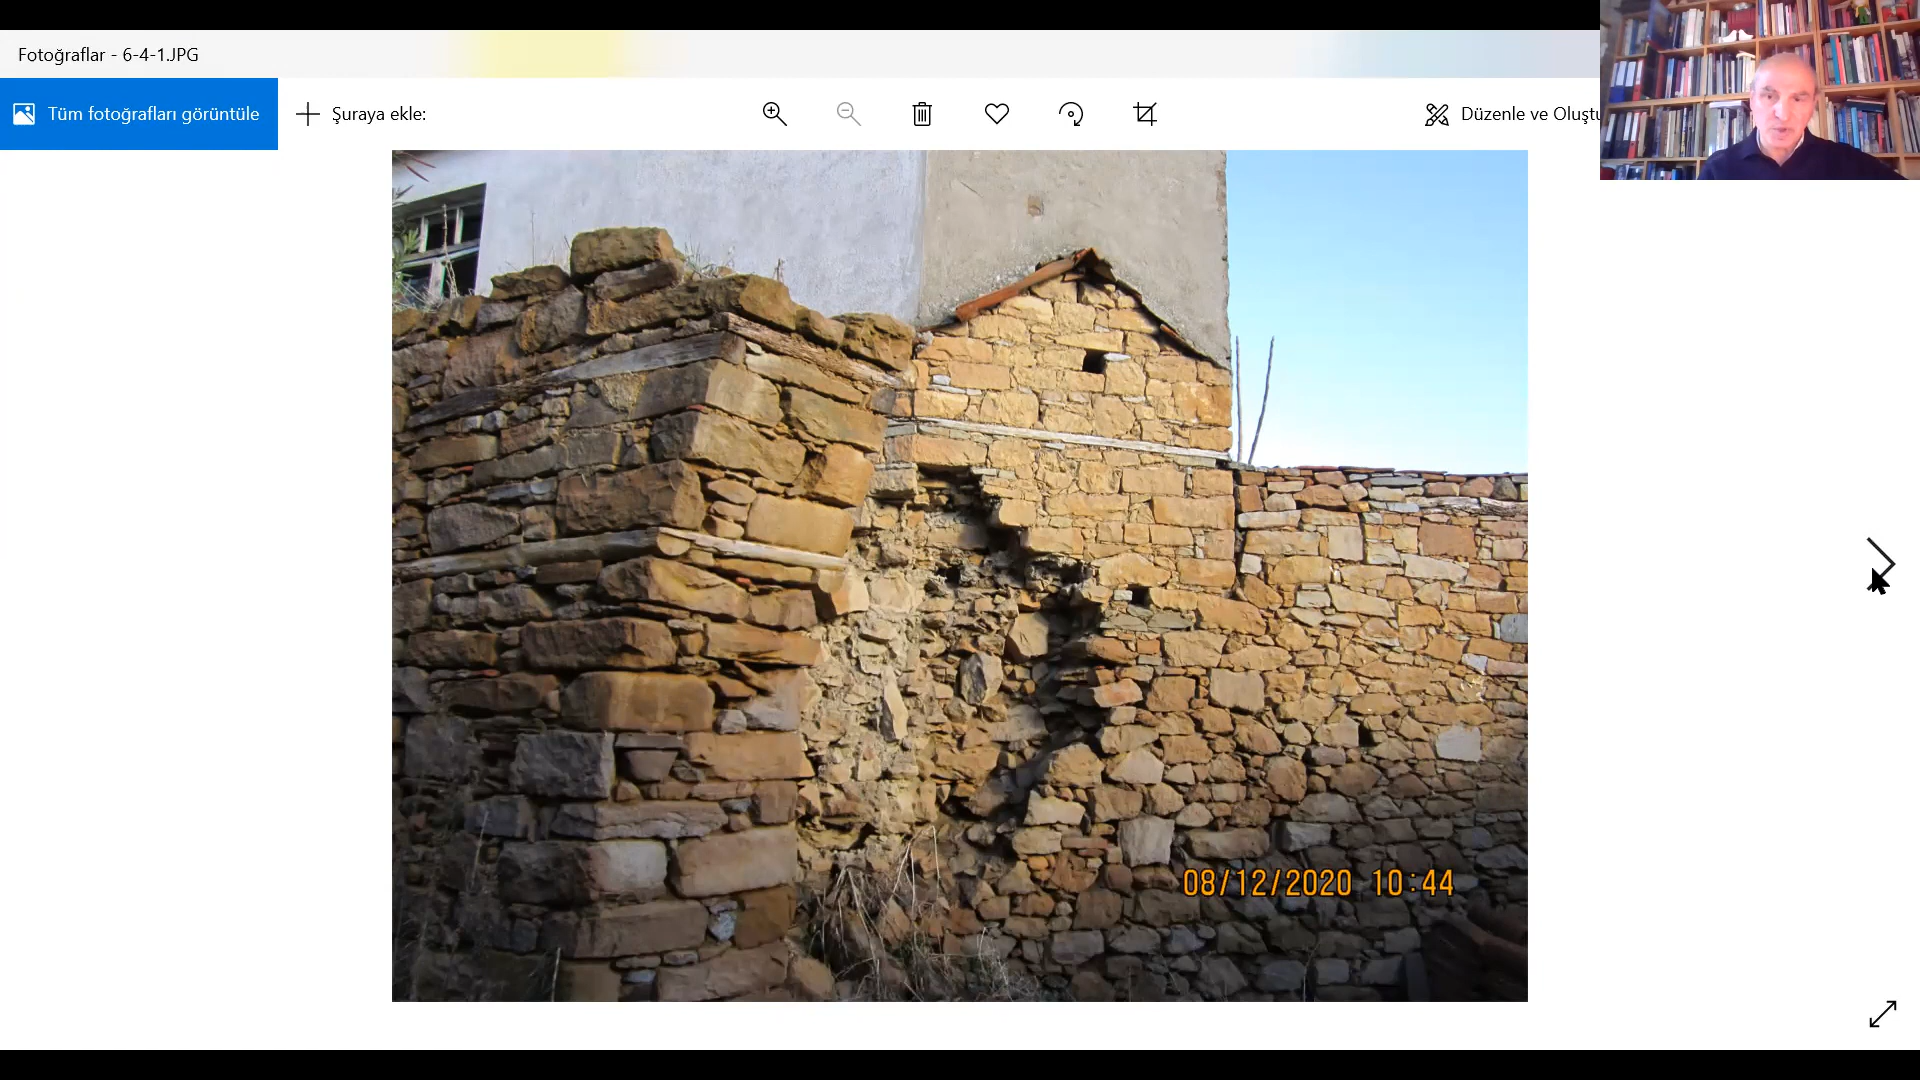 Fotoğraflar - 6-4-1.JPG
Tüm fotoğrafları görüntüle
Şuraya ekle:
Düzenle ve Oluştu
08/12/2020 10:44